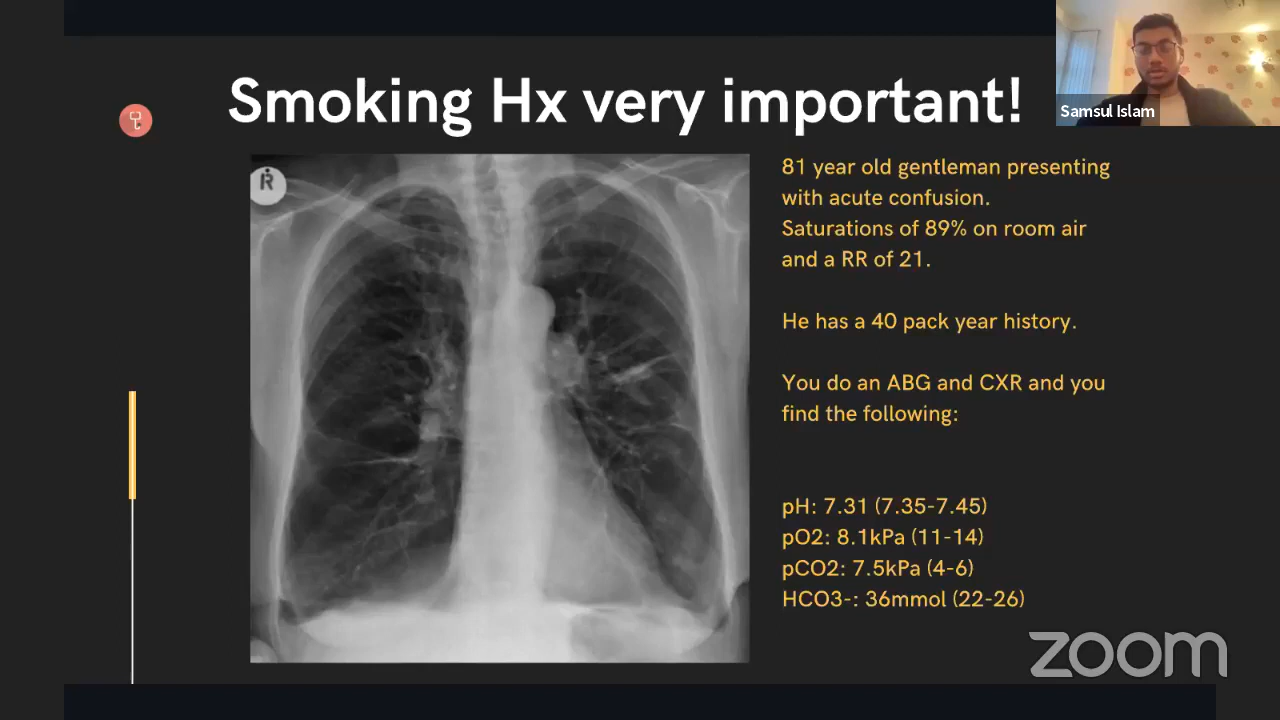 Smoking Hx very important!
Samsul Islam
R
81 year old gentleman presenting
with acute confusion.
Saturations of 89% on room air
and a RR of 21.
He has a 40 pack year history.
You do an ABG and CXR and you
find the following:
pH: 7.31 (7.35-7.45)
pO2: 8.1kPa (11-14)
pCO2: 7.5kPa (4-6)
HCO3-: 36mmol (22-26)
zoom